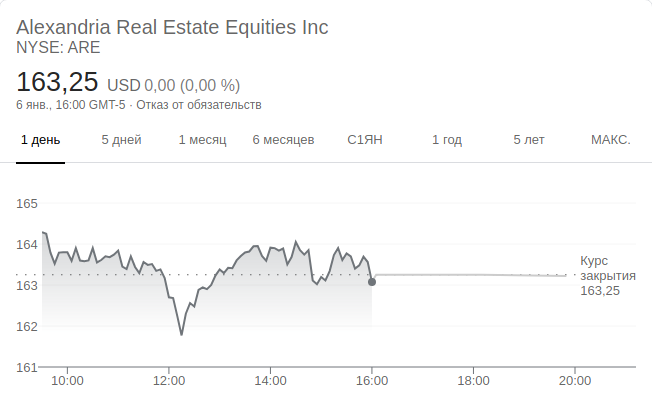 Alexandria Real Estate Equities Inc
NYSE: ARE
163,25 USD 0,00 (0,00 %)
6 янв., 16:00 GMT-5 · Отказ от обязательств
1 день 5 дней 1 месяц 6 месяцев С1ЯН 1 год 5 лет МАКС.
165
164
163
162
161
Курс
закрытия
163,25
10:00 12:00 14:00 16:00 18:00 20:00